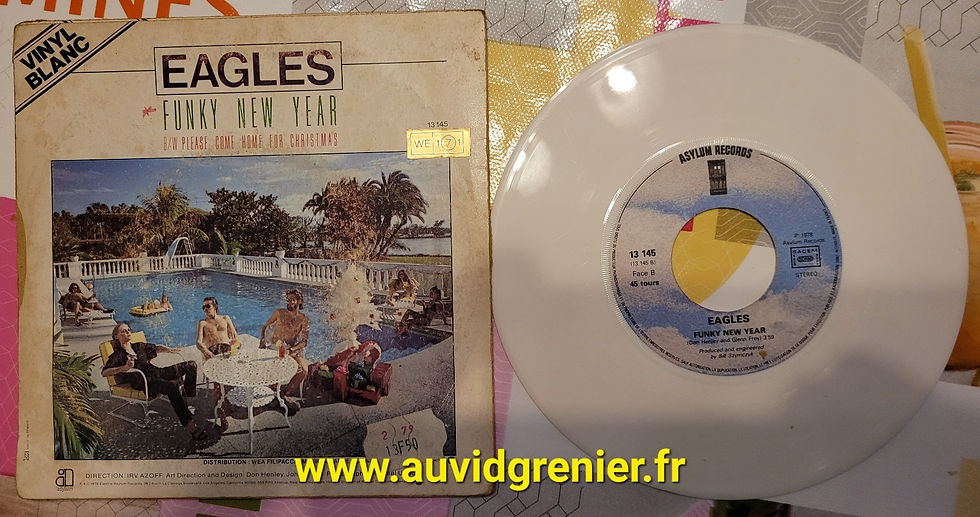 MINES
VINYL
BLANC
EAGLES
FUNKY NEW YEAR
B/W PLEASE COME HOME FOR CHRISTMAS
13 145
WE 171
2) 79
13F50
DISTRIBUTION : WEA FILIPACCHI
DIRECTION: IRV AZOFF. Art Direction and Design: Don Henley,
asylum
www.auvidgrenier.fr
ASYLUM RECORDS
13 145
(13 145 B)
Face B
45 tours
℗ 1978
Asylum Records
SACEM
STEREO
EAGLES
FUNKY NEW YEAR
(Don Henley and Glenn Frey) 3'59
Produced and engineered
by Bill Szymczyk